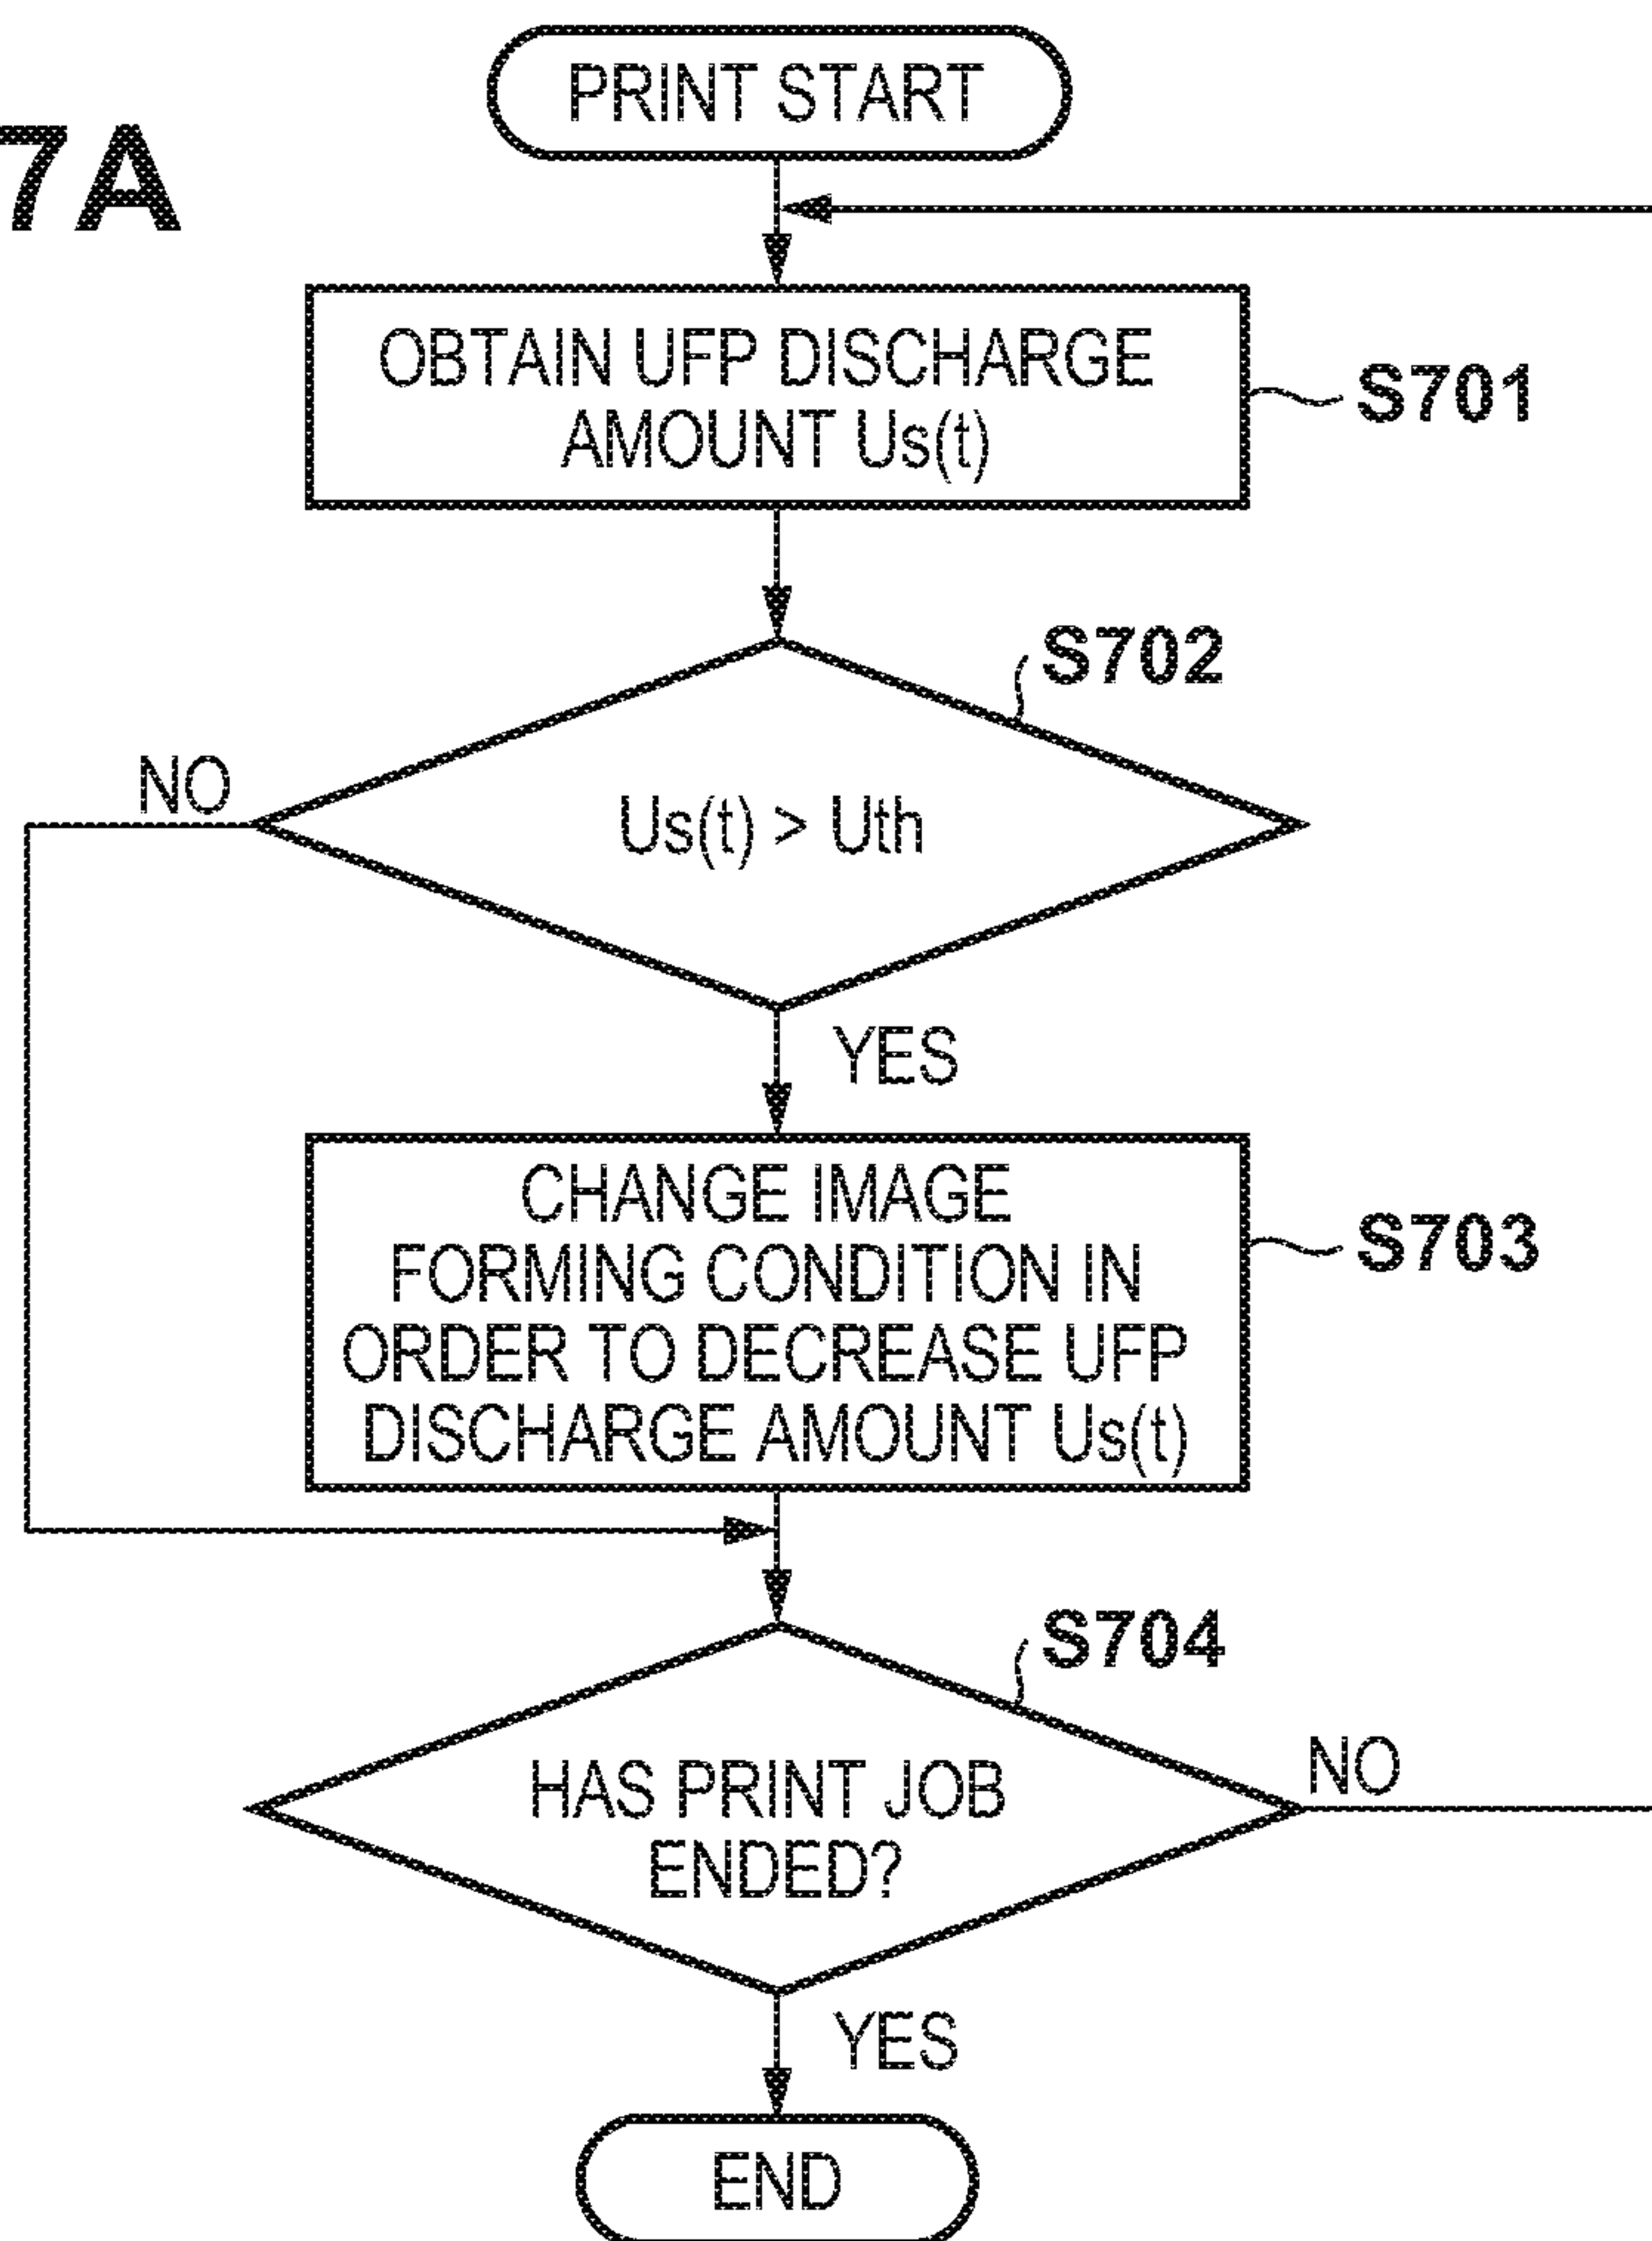 7A
PRINT START
OBTAIN UFP DISCHARGE
AMOUNT Us(t)
S701
S702
NO
Us(t) > Uth
YES
CHANGE IMAGE
FORMING CONDITION IN
ORDER TO DECREASE UFP
DISCHARGE AMOUNT Us(t)
S703
S704
HAS PRINT JOB
ENDED?
NO
YES
END